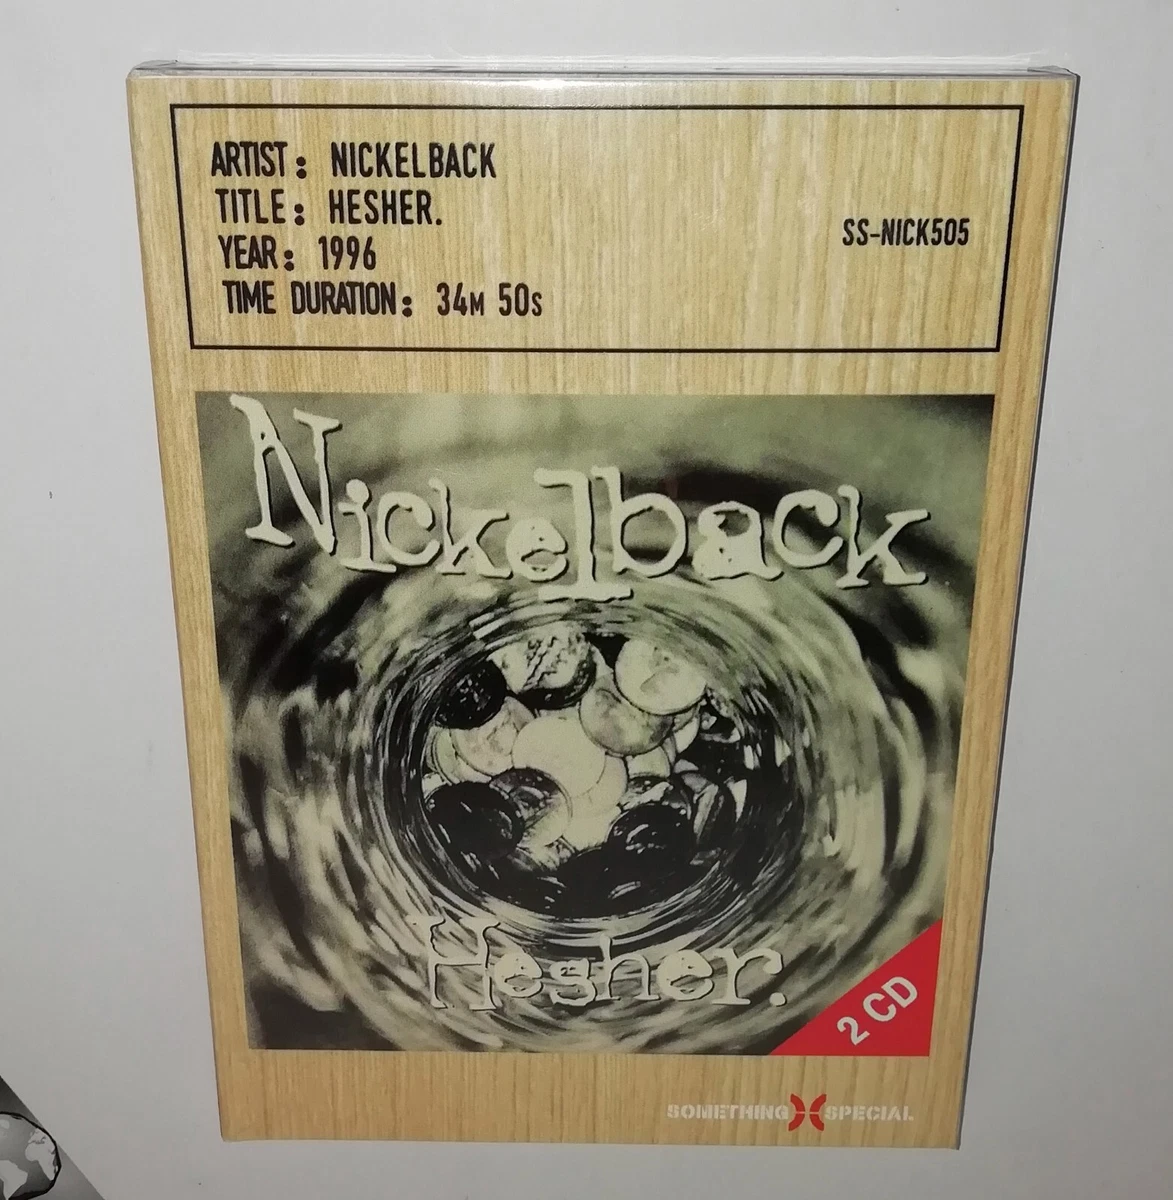 ARTIST: NICKELBACK
TITLE: HESHER.
YEAR: 1996
TIME DURATION: 34M 50S
SS-NICK505
Nickelback
Hesher.
2 CD
SOMETHING SPECIAL